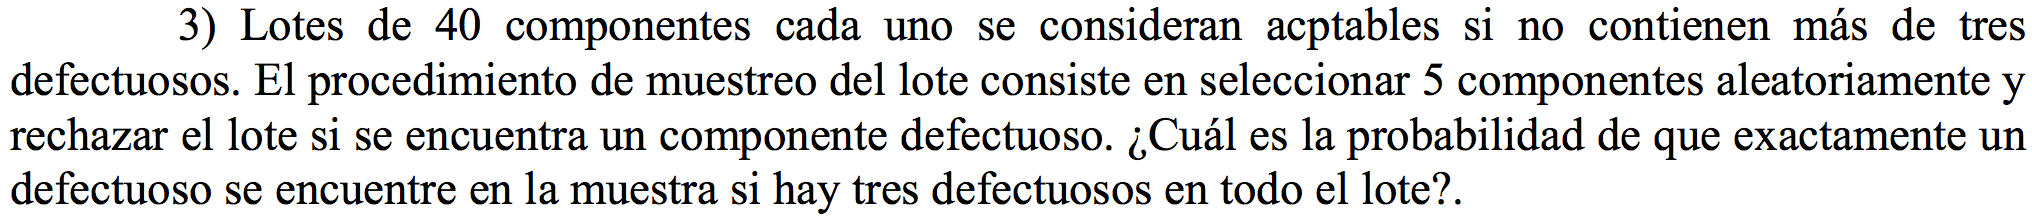 3) Lotes de 40 componentes cada uno se consideran acptables si no contienen más de tres
defectuosos. El procedimiento de muestreo del lote consiste en seleccionar 5 componentes aleatoriamente y
rechazar el lote si se encuentra un componente defectuoso. ¿Cuál es la probabilidad de que exactamente un
defectuoso se encuentre en la muestra si hay tres defectuosos en todo el lote?.